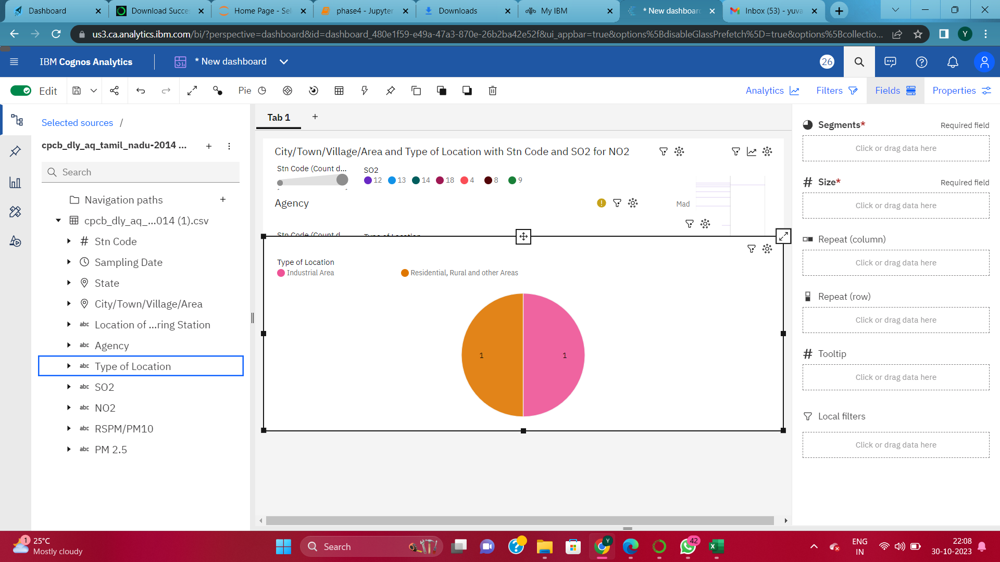 Dashboard
Download Succe
Home Page - Sel
phase4 - Jupyter
Downloads
My IBM
* New dashboard
Inbox (53) - yuva
us3.ca.analytics.ibm.com/bi/?perspective=dashboard&id=dashboard_480e1f59-e49a-47a3-870e-26b2ba42e52f&ui_appbar=true&options%5BdisableGlassPrefetch%5D=true&options%5Bcollectio...
Y
IBM Cognos Analytics
* New dashboard
26
Edit
Pie
Analytics
Filters
Fields
Properties
Selected sources /
cpcb_dly_aq_tamil_nadu-2014 ...
Search
Navigation paths
cpcb_dly_aq_...014 (1).csv
# Stn Code
Sampling Date
State
City/Town/Village/Area
abc Location of ...ring Station
abc Agency
abc Type of Location
abc SO2
abc NO2
abc RSPM/PM10
abc PM 2.5
Tab 1
City/Town/Village/Area and Type of Location with Stn Code and SO2 for NO2
Stn Code (Count d...
SO2
12 13 14 18 4 8 9
Agency
Mad
Stn Code (Count d
Type of Location
Type of Location
Industrial Area
Residential, Rural and other Areas
1
1
Segments*
Required field
Click or drag data here
# Size*
Required field
Click or drag data here
Repeat (column)
Click or drag data here
Repeat (row)
Click or drag data here
# Tooltip
Click or drag data here
Local filters
Click or drag data here
1
25°C
Mostly cloudy
Search
Y
42
ENG
IN
22:08
30-10-2023